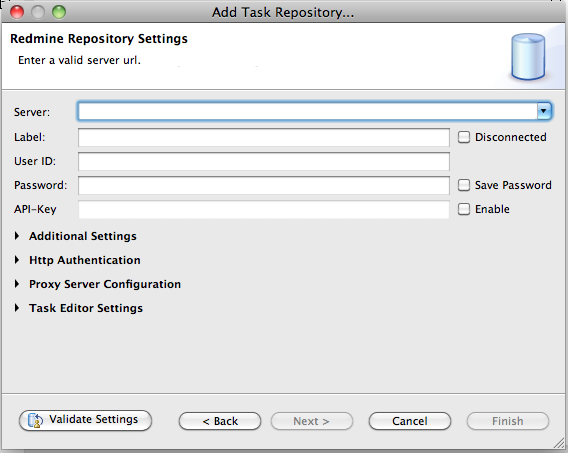 Add Task Repository...
Redmine Repository Settings
Enter a valid server url.
Server:
Label:
Disconnected
User ID:
Password:
Save Password
API-Key
Enable
Additional Settings
Http Authentication
Proxy Server Configuration
Task Editor Settings
Validate Settings
< Back
Next >
Cancel
Finish